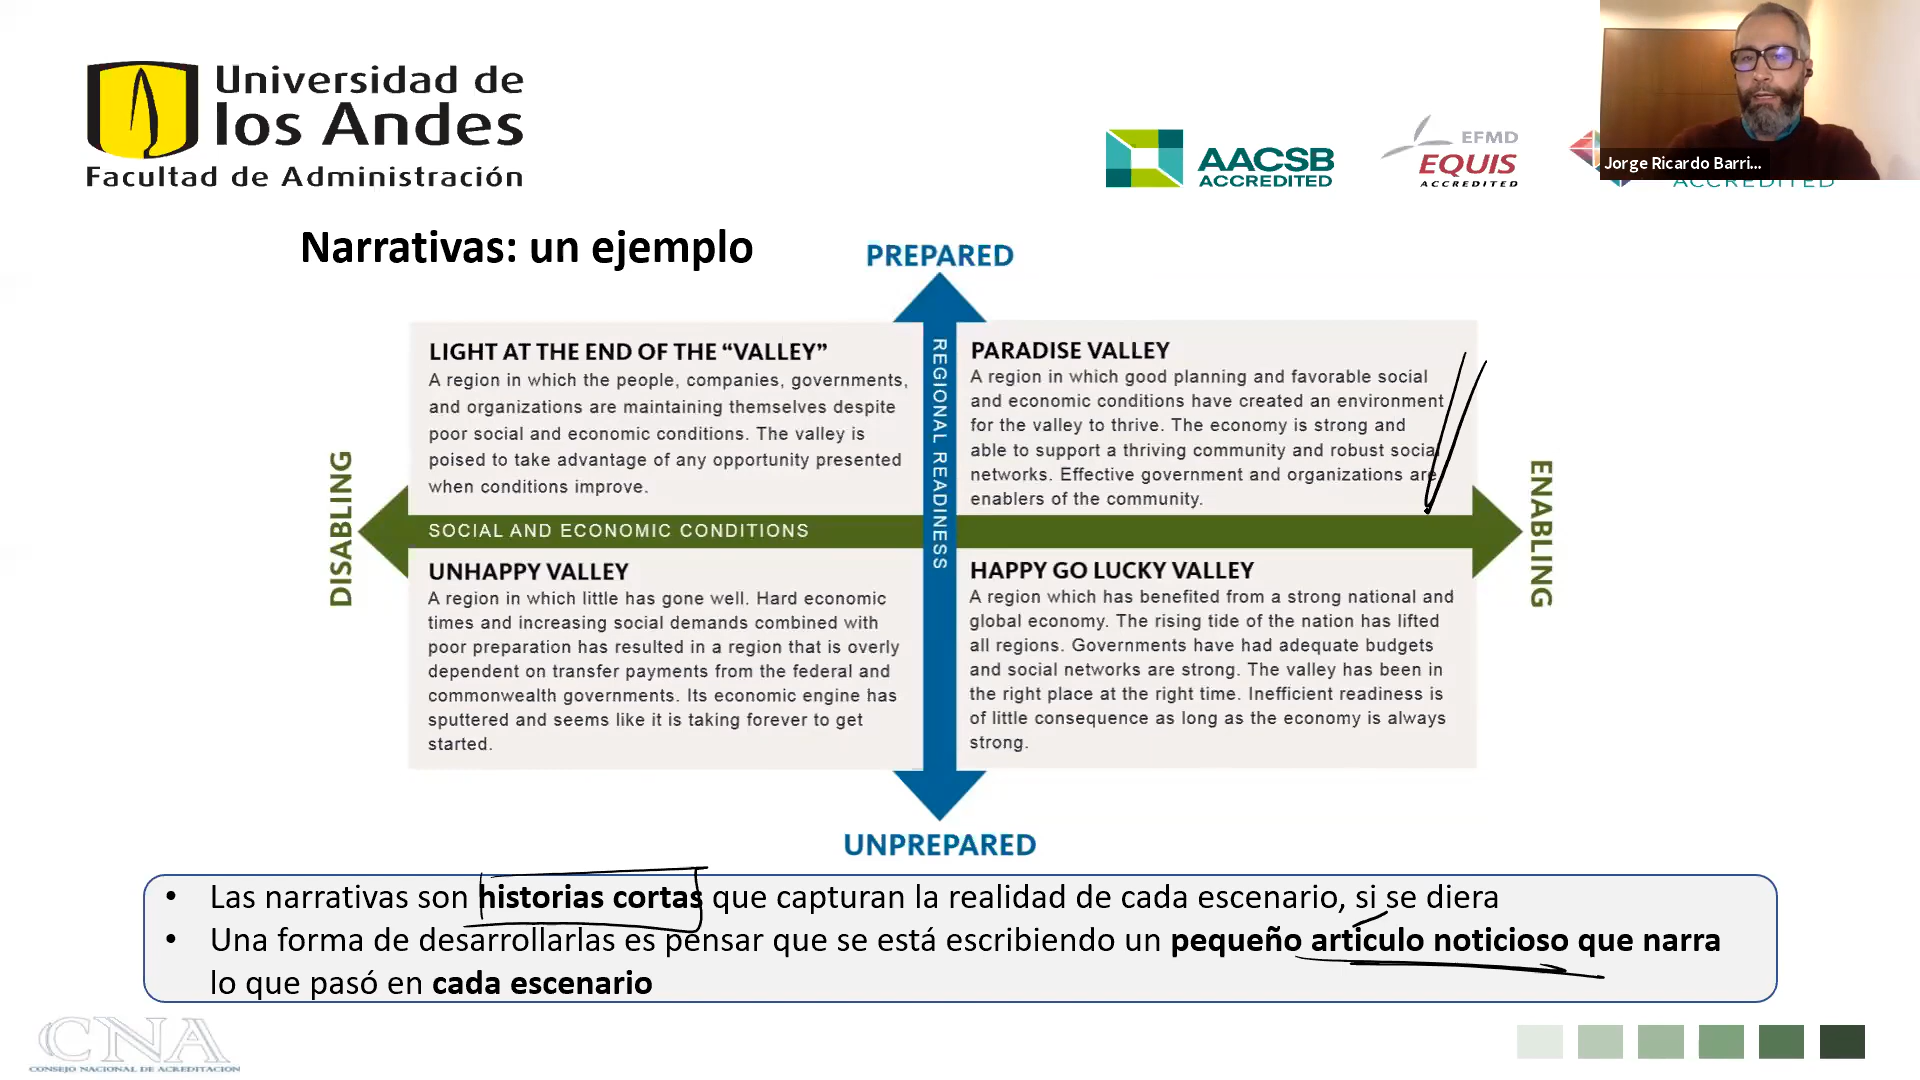 Universidad de
los Andes
Facultad de Administración
AACSB
ACCREDITED
EFMD
EQUIS
ACCREDITED
Jorge Ricardo Barri...
ACCREDITED
Narrativas: un ejemplo
PREPARED
LIGHT AT THE END OF THE “VALLEY”
A region in which the people, companies, governments,
and organizations are maintaining themselves despite
poor social and economic conditions. The valley is
poised to take advantage of any opportunity presented
when conditions improve.
REGIONAL READINESS
PARADISE VALLEY
A region in which good planning and favorable social
and economic conditions have created an environment
for the valley to thrive. The economy is strong and
able to support a thriving community and robust social
networks. Effective government and organizations are
enablers of the community.
DISABLING
SOCIAL AND ECONOMIC CONDITIONS
ENABLING
UNHAPPY VALLEY
A region in which little has gone well. Hard economic
times and increasing social demands combined with
poor preparation has resulted in a region that is overly
dependent on transfer payments from the federal and
commonwealth governments. Its economic engine has
sputtered and seems like it is taking forever to get
started.
HAPPY GO LUCKY VALLEY
A region which has benefited from a strong national and
global economy. The rising tide of the nation has lifted
all regions. Governments have had adequate budgets
and social networks are strong. The valley has been in
the right place at the right time. Inefficient readiness is
of little consequence as long as the economy is always
strong.
UNPREPARED
• Las narrativas son historias cortas que capturan la realidad de cada escenario, si se diera
• Una forma de desarrollarlas es pensar que se está escribiendo un pequeño artículo noticioso que narra
lo que pasó en cada escenario
CNA
CONSEJO NACIONAL DE ACREDITACION